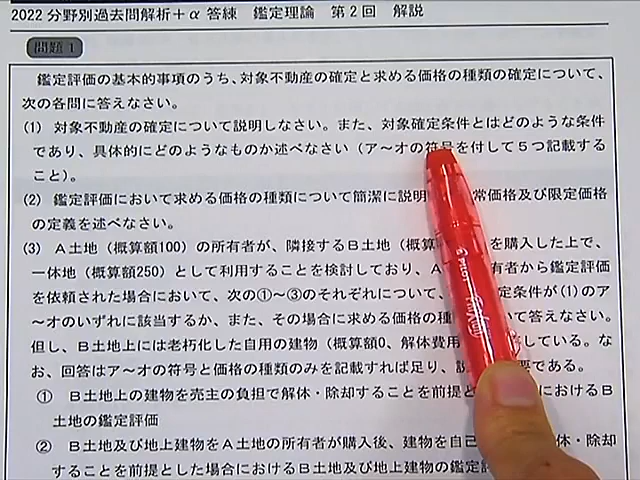 2022 分野別過去問解析＋α 答練　鑑定理論　第２回　解説
問題１
鑑定評価の基本的事項のうち、対象不動産の確定と求める価格の種類の確定について、
次の各問に答えなさい。
(1) 対象不動産の確定について説明しなさい。また、対象確定条件とはどのような条件
であり、具体的にどのようなものか述べなさい（ア～オの符号を付して５つ記載する
こと）。
(2) 鑑定評価において求める価格の種類について簡潔に説明 常価格及び限定価格
の定義を述べなさい。
(3) Ａ土地（概算額100）の所有者が、隣接するＢ土地（概算 を購入した上で、
一休地（概算額250）として利用することを検討しており、Ａ 有者から鑑定評価
を依頼された場合において、次の①～③のそれぞれについて、 定条件が(1)のア
～オのいずれに該当するか、また、その場合に求める価格の種 いて答えなさい。
但し、Ｂ土地上には老朽化した自用の建物（概算額0、解体費用 している。な
お、回答はア～オの符号と価格の種類のみを記載すれば足り、説 要である。
① Ｂ土地上の建物を売主の負担で解体・除却することを前提と におけるＢ
土地の鑑定評価
② Ｂ土地及び地上建物をＡ土地の所有者が購入後、建物を自己 体・除却
することを前提とした場合におけるＢ土地及び地上建物の鑑定